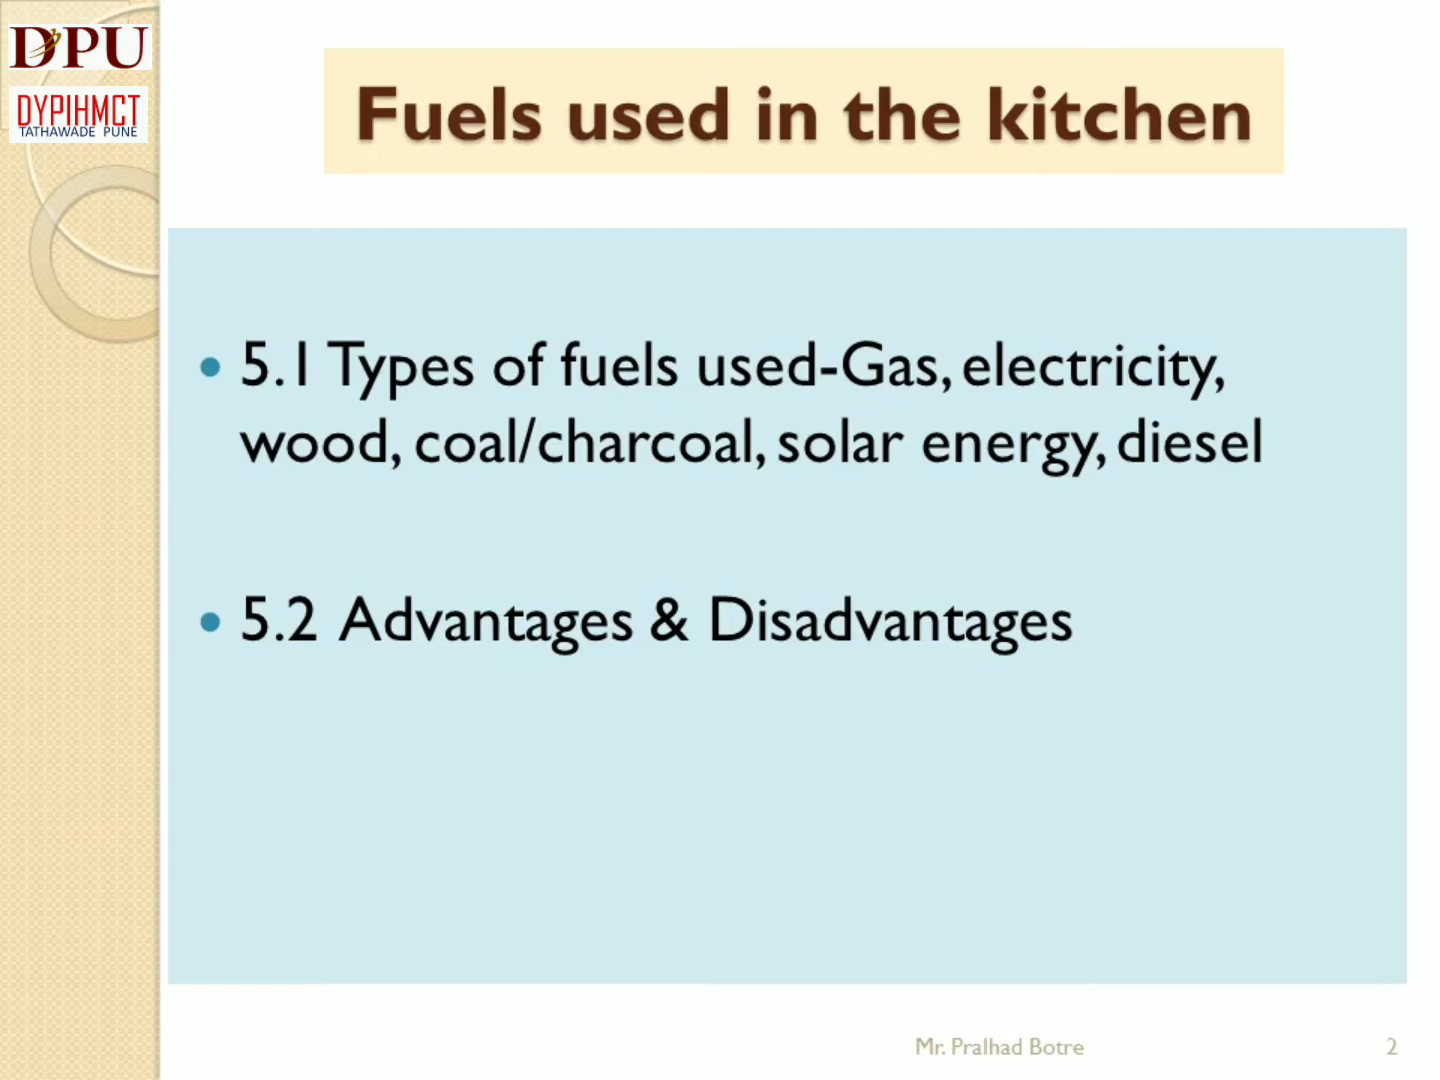 DPU
DYPIHMCT
TATHAWADE PUNE
Fuels used in the kitchen
• 5.1 Types of fuels used-Gas, electricity,
wood, coal/charcoal, solar energy, diesel
• 5.2 Advantages & Disadvantages
Mr. Pralhad Botre
2